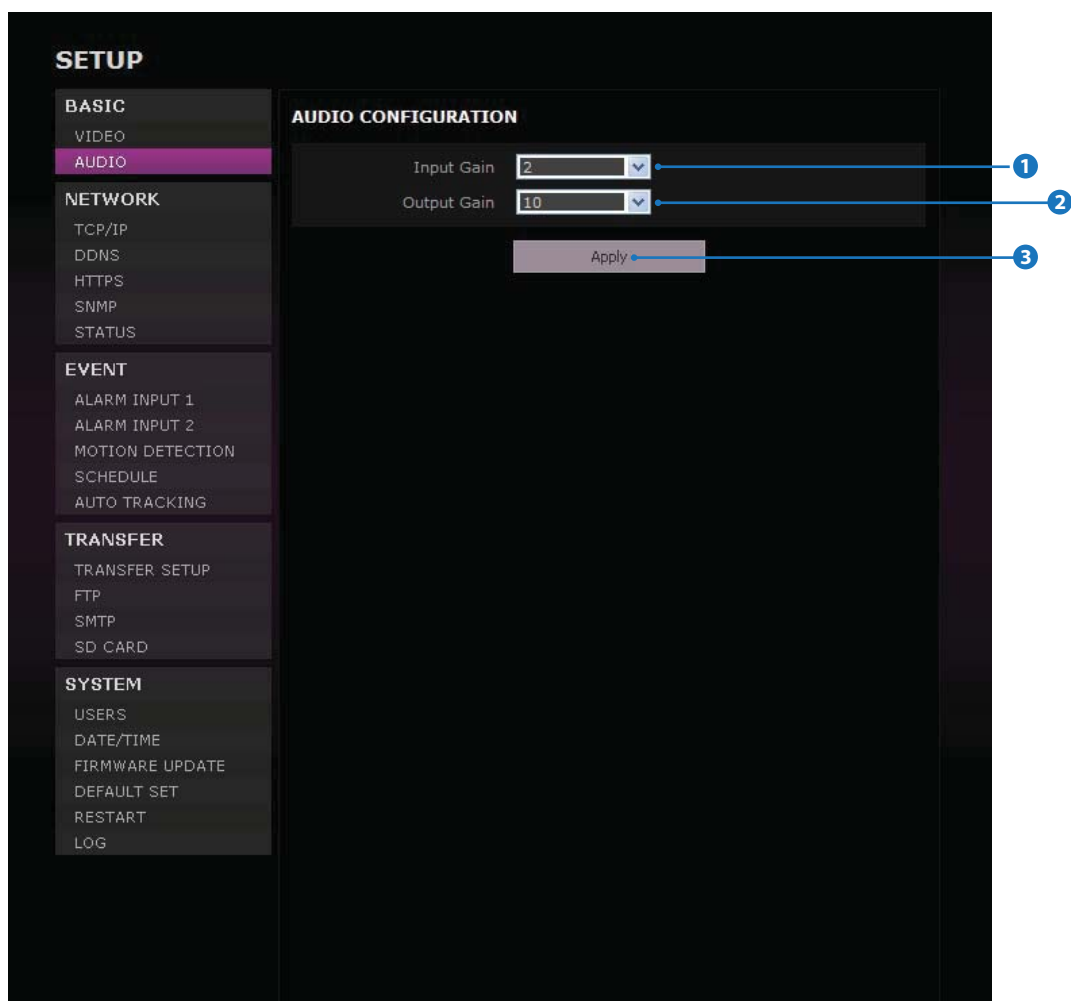 SETUP
BASIC
VIDEO
AUDIO
NETWORK
TCP/IP
DDNS
HTTPS
SNMP
STATUS
EVENT
ALARM INPUT 1
ALARM INPUT 2
MOTION DETECTION
SCHEDULE
AUTO TRACKING
TRANSFER
TRANSFER SETUP
FTP
SMTP
SD CARD
SYSTEM
USERS
DATE/TIME
FIRMWARE UPDATE
DEFAULT SET
RESTART
LOG
AUDIO CONFIGURATION
Input Gain 2 1
Output Gain 10 2
Apply 3